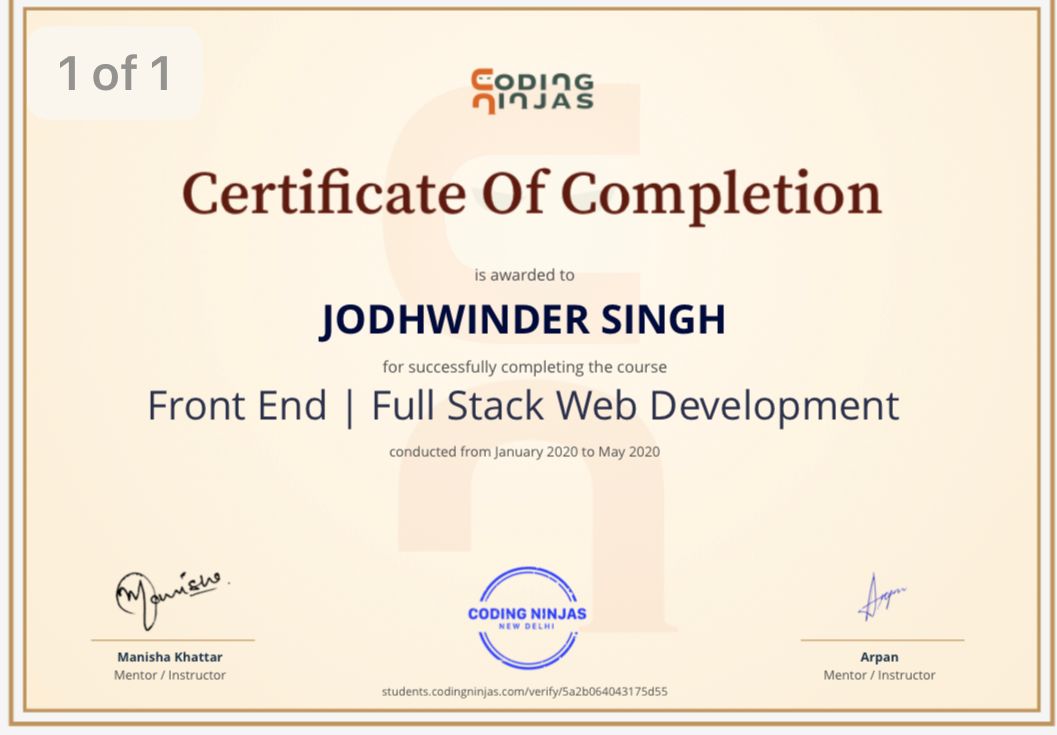 1 of 1
CODING
NINJAS
Certificate Of Completion
is awarded to
JODHWINDER SINGH
for successfully completing the course
Front End | Full Stack Web Development
conducted from January 2020 to May 2020
Manisha.
CODING NINJAS
NEW DELHI
Arpan
Manisha Khattar
Arpan
Mentor / Instructor
Mentor / Instructor
students.codingninjas.com/verify/5a2b064043175d55